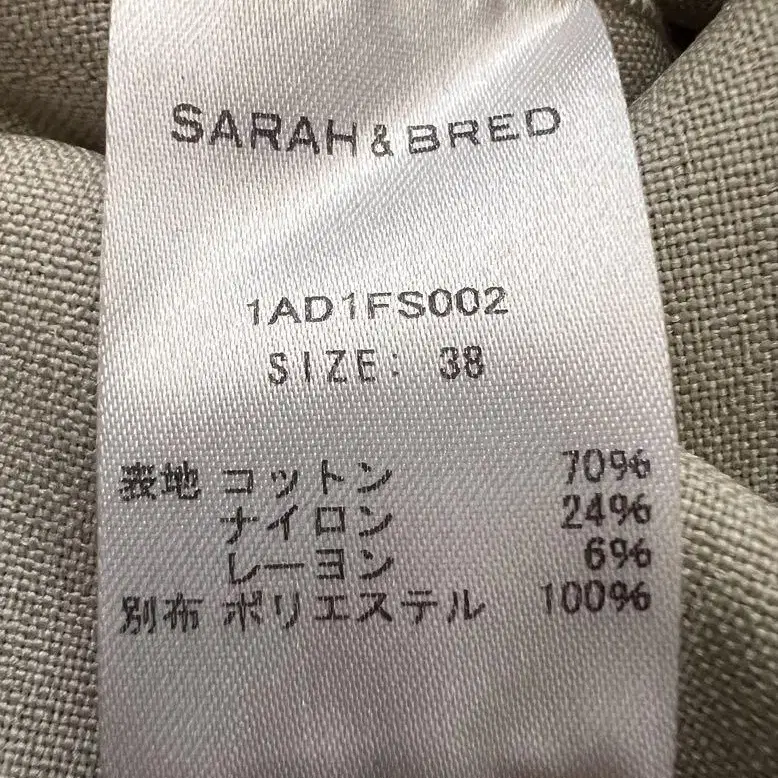 SARAH & BRED
1AD1FS002
SIZE: 38
表地 コットン 70%
ナイロン 24%
レーヨン 6%
別布 ポリエステル 100%